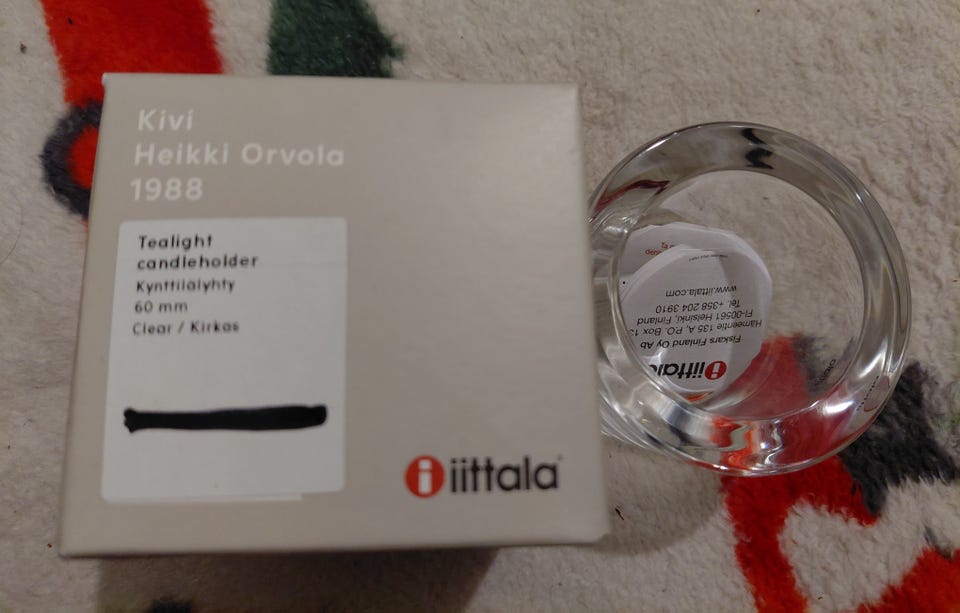 Kivi
Heikki Orvola
1988
Tealight
candleholder
Kynttilälyhty
60 mm
Clear / Kirkas
iittala
iittala
Fiskars Finland Oy Ab
Hämeentie 135 A, P.O. Box 13
FI-00561 Helsinki, Finland
Tel. +358 204 3910
www.iittala.com